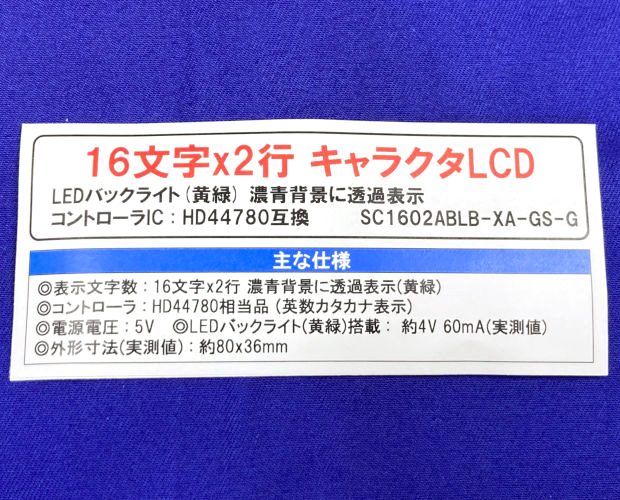 16文字x2行 キャラクタLCD
LEDバックライト(黄緑) 濃青背景に透過表示
コントローラIC：HD44780互換 SC1602ABLB-XA-GS-G
主な仕様
◎表示文字数：16文字x2行 濃青背景に透過表示(黄緑)
◎コントローラ：HD44780相当品 (英数カタカナ表示)
◎電源電圧：5V ◎LEDバックライト(黄緑)搭載： 約4V 60mA(実測値)
◎外形寸法(実測値)：約80x36mm